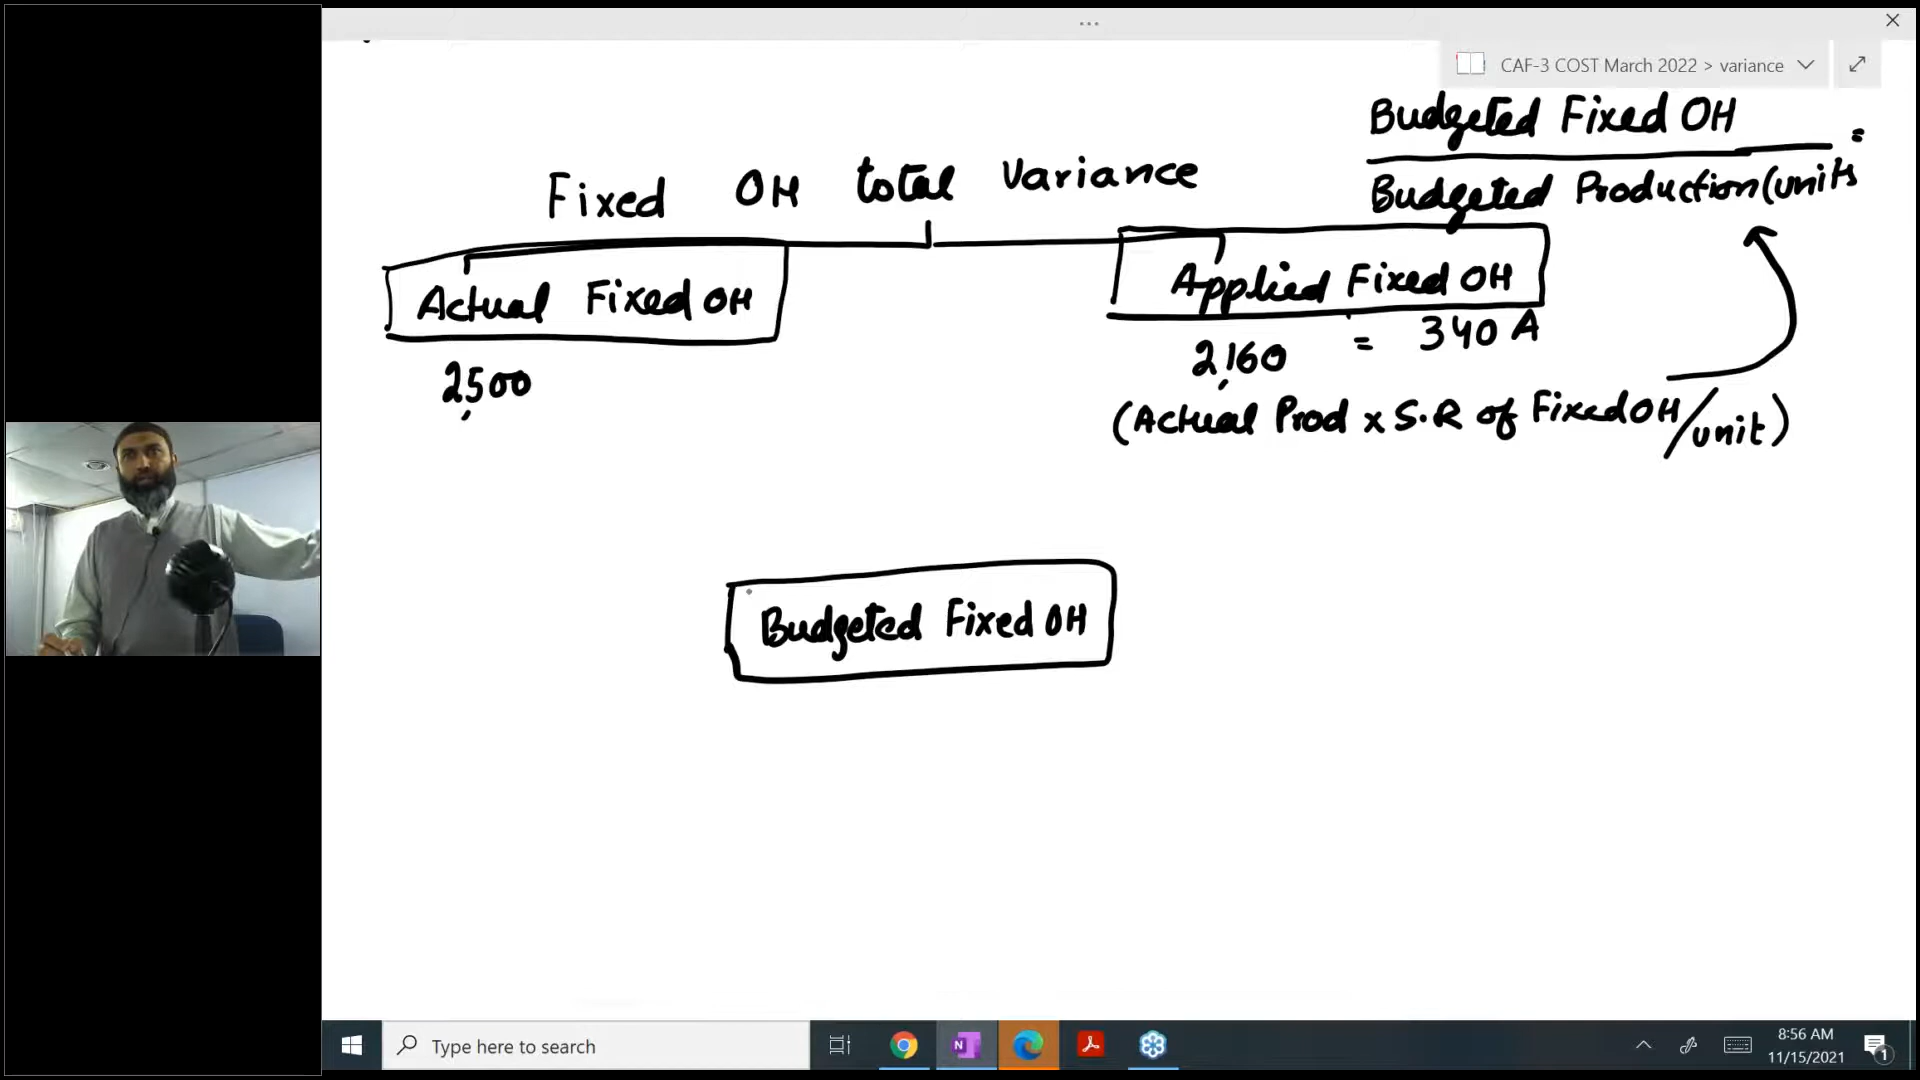 CAF-3 COST March 2022 > variance
Budgeted Fixed OH =
Budgeted Production (units
Fixed OH total Variance
Actual Fixed OH
Applied Fixed OH
2,500
2,160 = 340 A
(Actual Prod x S.R of Fixed OH/unit)
Budgeted Fixed OH
Type here to search
8:56 AM
11/15/2021
1